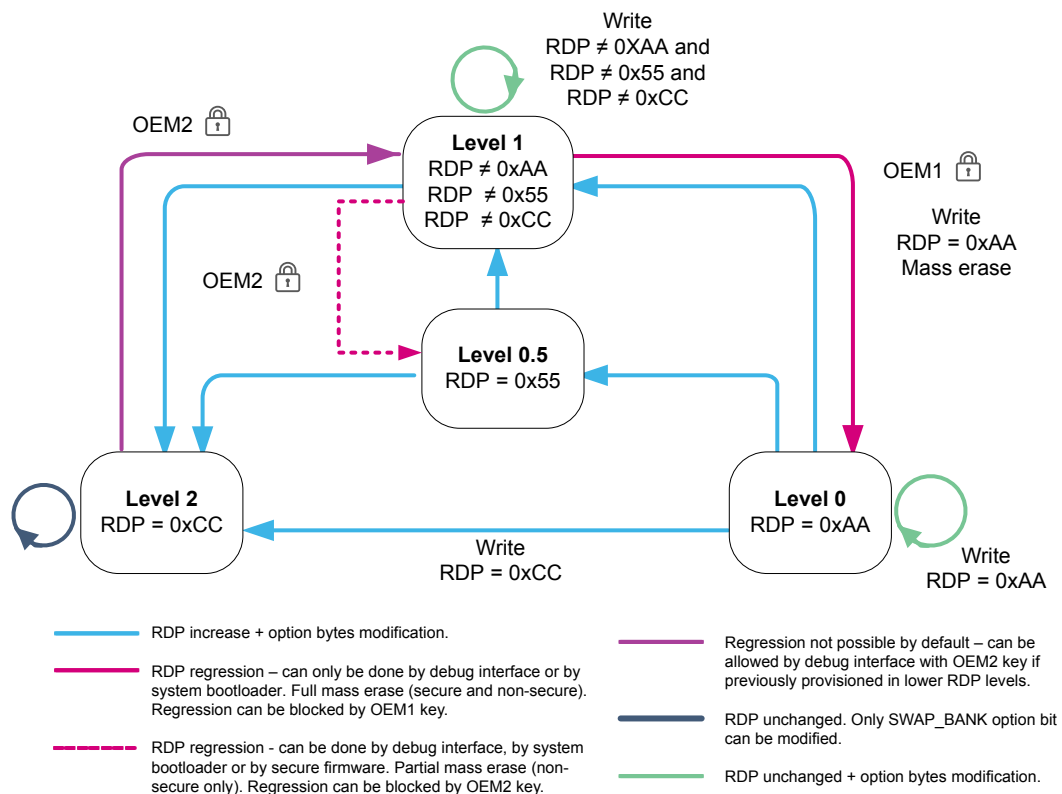 Write
RDP ≠ 0XAA and
RDP ≠ 0x55 and
RDP ≠ 0xCC
OEM2
Level 1
RDP ≠ 0xAA
RDP ≠ 0x55
RDP ≠ 0xCC
OEM1
Write
RDP = 0xAA
Mass erase
OEM2
Level 0.5
RDP = 0x55
Level 2
RDP = 0xCC
Level 0
RDP = 0xAA
Write
RDP = 0xCC
Write
RDP = 0xAA
RDP increase + option bytes modification.
RDP regression – can only be done by debug interface or by
system bootloader. Full mass erase (secure and non-secure).
Regression can be blocked by OEM1 key.
RDP regression - can be done by debug interface, by system
bootloader or by secure firmware. Partial mass erase (non-
secure only). Regression can be blocked by OEM2 key.
Regression not possible by default – can be
allowed by debug interface with OEM2 key if
previously provisioned in lower RDP levels.
RDP unchanged. Only SWAP_BANK option bit
can be modified.
RDP unchanged + option bytes modification.